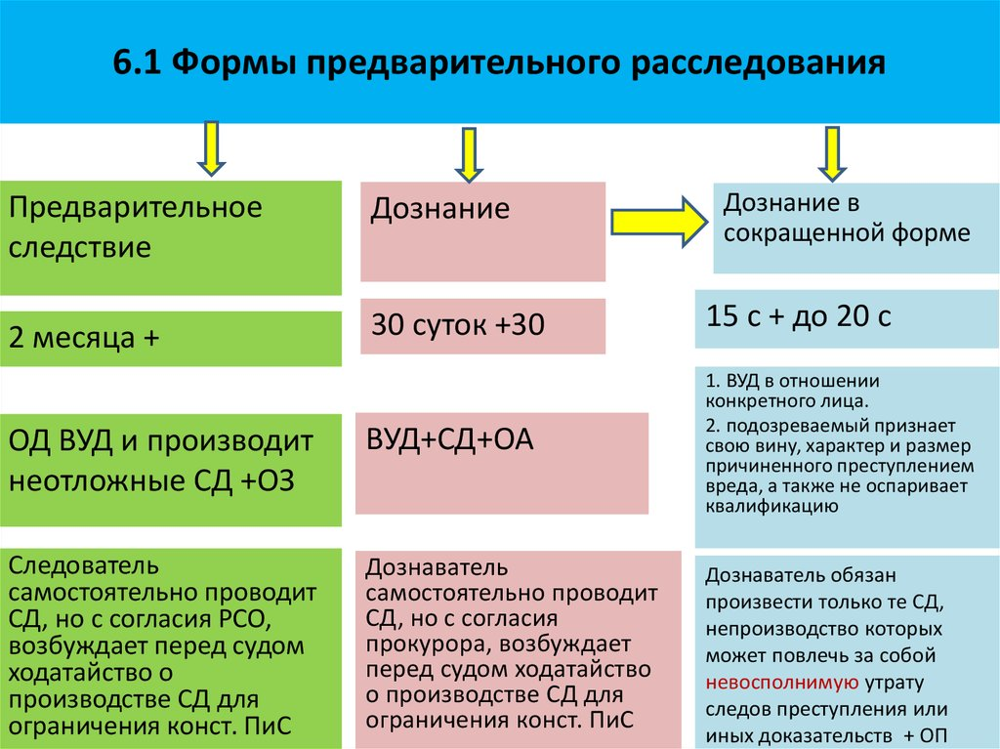 6.1 Формы предварительного расследования
Предварительное
следствие
2 месяца +
ОД ВУД и производит
неотложные СД +ОЗ
Следователь
самостоятельно проводит
СД, но с согласия РСО,
возбуждает перед судом
ходатайство о
производстве СД для
ограничения конст. ПиС
Дознание
30 суток +30
ВУД+СД+ОА
Дознаватель
самостоятельно проводит
СД, но с согласия
прокурора, возбуждает
перед судом ходатайство
о производстве СД для
ограничения конст. ПиС
Дознание в
сокращенной форме
15 с + до 20 с
1. ВУД в отношении
конкретного лица.
2. подозреваемый признает
свою вину, характер и размер
причиненного преступлением
вреда, а также не оспаривает
квалификацию
Дознаватель обязан
произвести только те СД,
непроизводство которых
может повлечь за собой
невосполнимую утрату
следов преступления или
иных доказательств + ОП